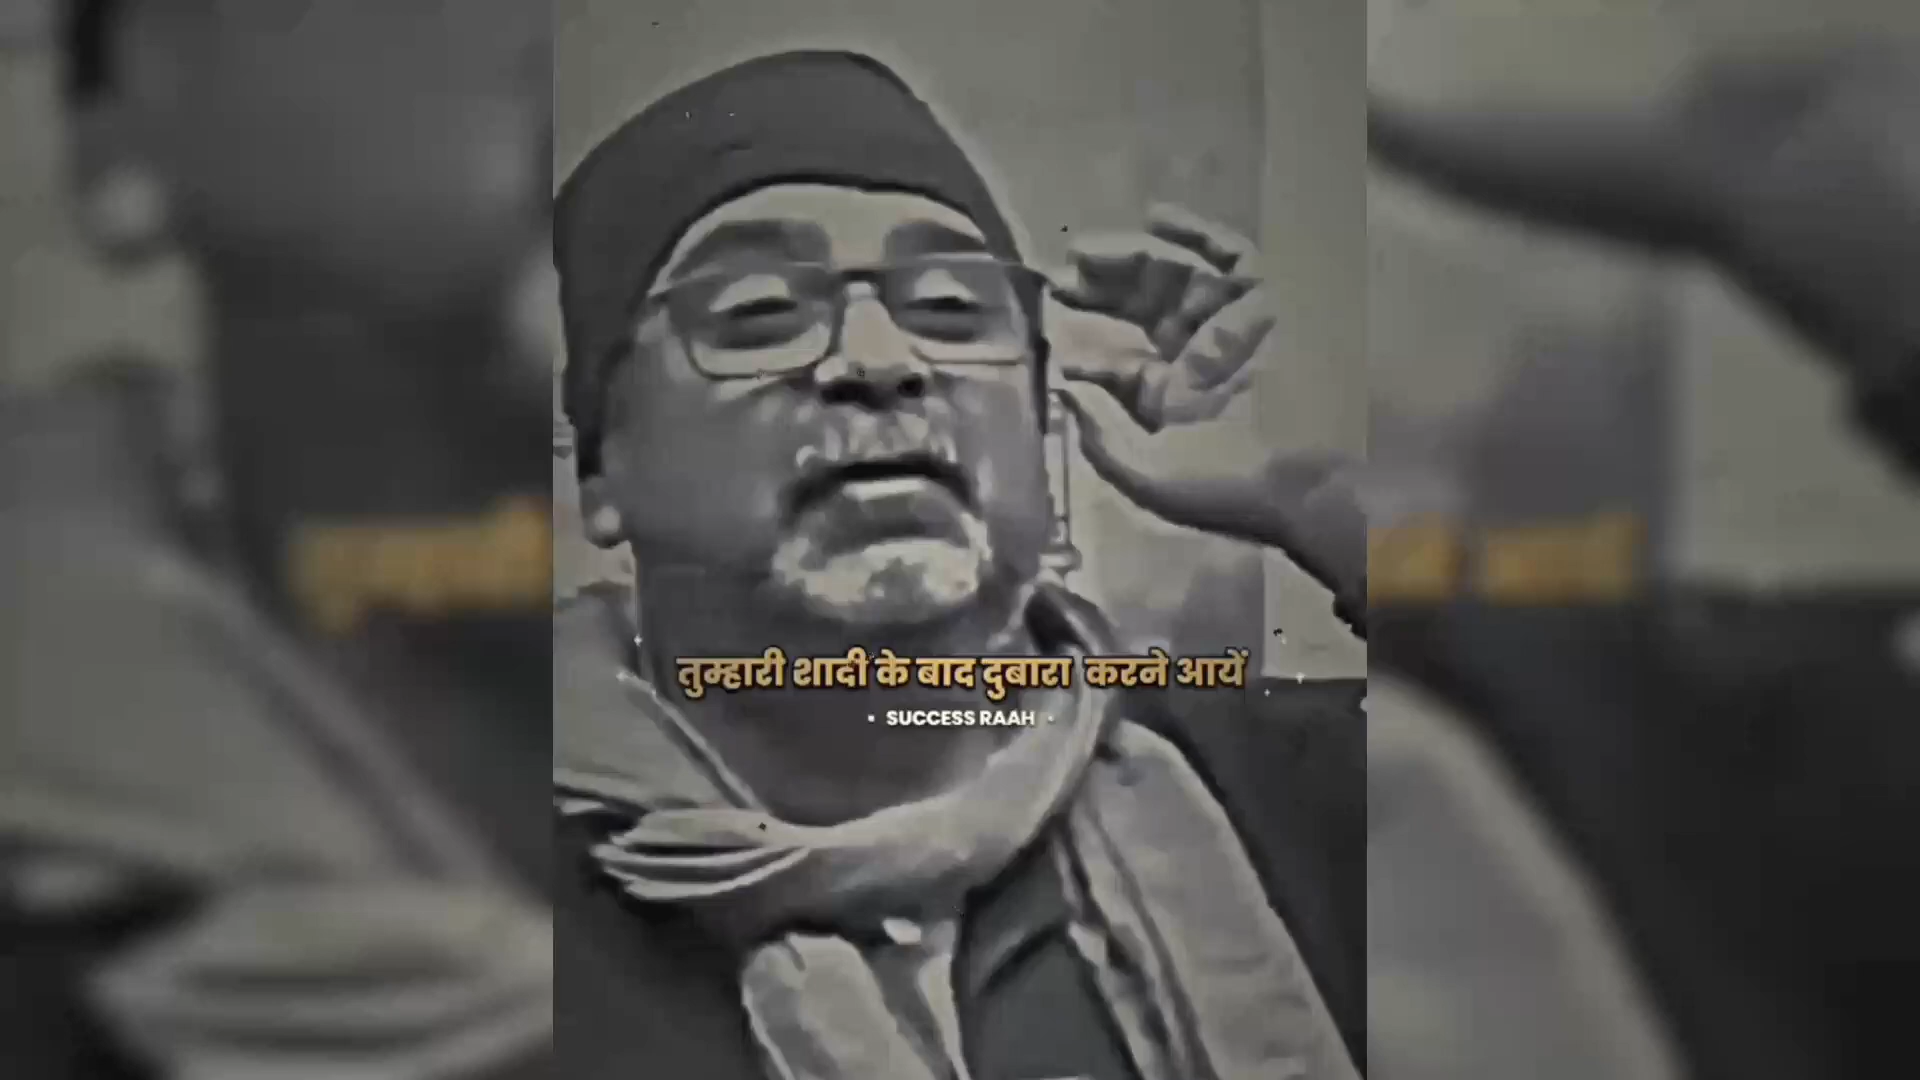 तुम्हारी शादी के बाद दुबारा करने आयें
• SUCCESS RAAH •